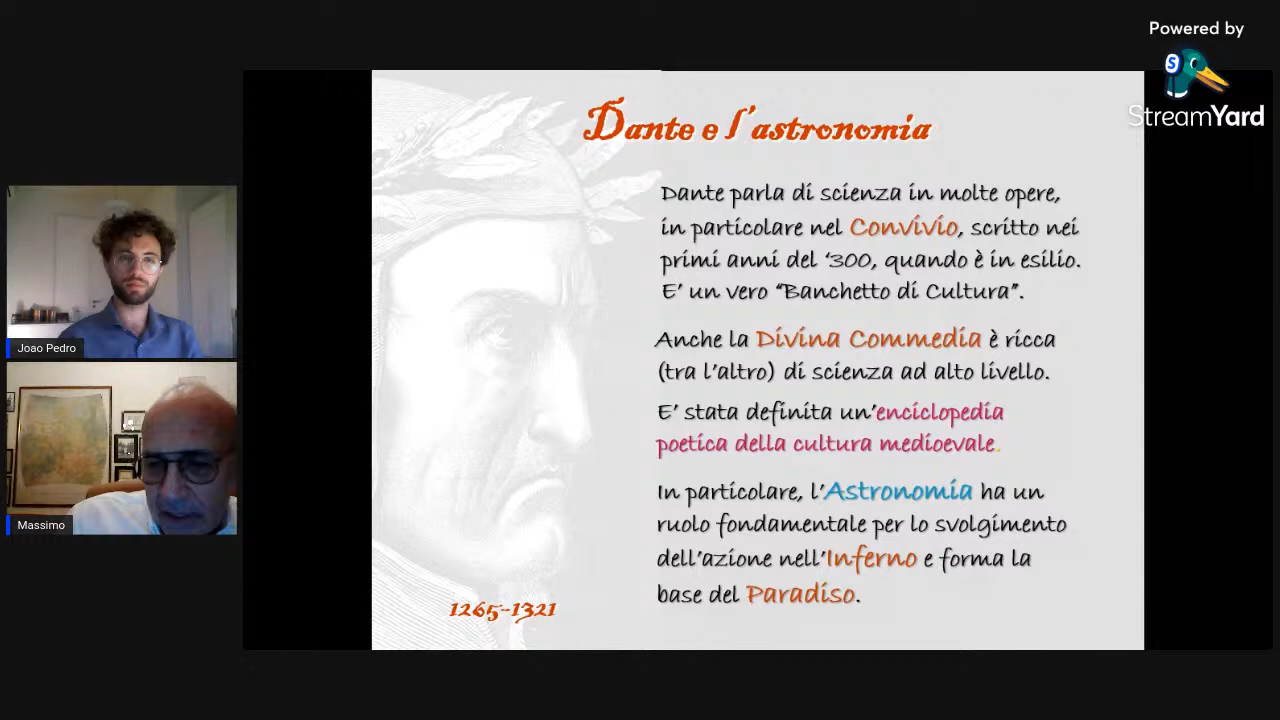 Powered by
StreamYard
Dante e l'astronomia
Dante parla di scienza in molte opere,
in particolare nel Convivio, scritto nei
primi anni del '300, quando è in esilio.
E' un vero "Banchetto di Cultura".
Anche la Divina Commedia è ricca
(tra l'altro) di scienza ad alto livello.
E' stata definita un'enciclopedia
poetica della cultura medioevale.
In particolare, l'Astronomia ha un
ruolo fondamentale per lo svolgimento
dell'azione nell'Inferno e forma la
base del Paradiso.
1265-1321
Joao Pedro
Massimo